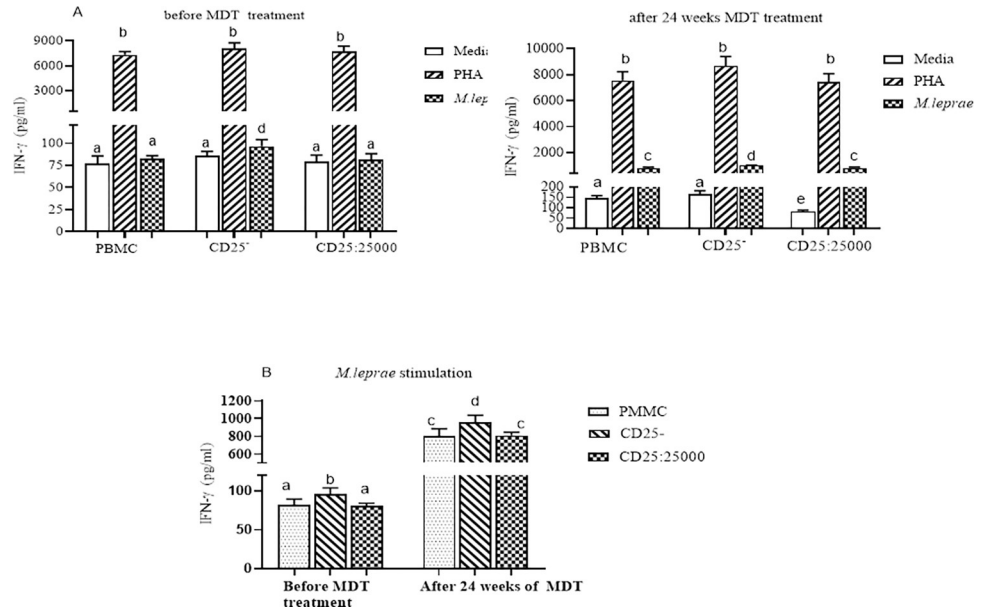 A
before MDT treatment
b
b
b
9000
6000
3000
100
75
50
25
0
IFN-γ (pg/ml)
a
a
a
d
a
a
PBMC
CD25-
CD25:25000
Media
PHA
M.lep
after 24 weeks MDT treatment
10000
8000
6000
4000
2000
200
150
100
50
0
IFN-γ (pg/ml)
b
b
b
a
c
a
d
e
c
PBMC
CD25-
CD25:25000
Media
PHA
M.leprae
B
M.leprae stimulation
1200
1000
800
600
100
50
0
IFN-γ (pg/ml)
a
b
a
c
d
c
Before MDT
treatment
After 24 weeks of MDT
PMMC
CD25-
CD25:25000